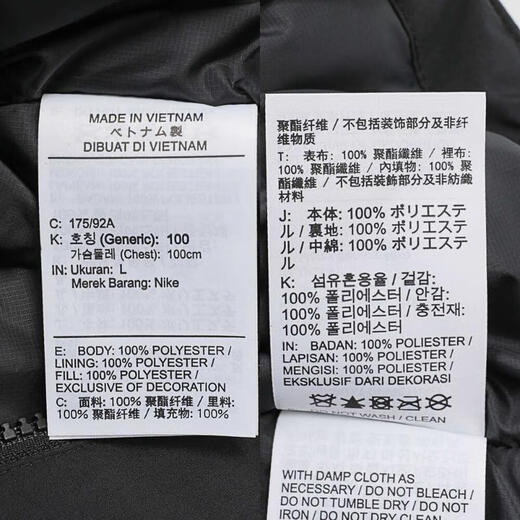 MADE IN VIETNAM
ベトナム製
DIBUAT DI VIETNAM
C: 175/92A
K: 호칭 (Generic): 100
가슴둘레 (Chest): 100cm
IN: Ukuran: L
Merek Barang: Nike
E: BODY: 100% POLYESTER /
LINING: 100% POLYESTER /
FILL: 100% POLYESTER /
EXCLUSIVE OF DECORATION
C: 面料: 100% 聚酯纤维 / 里料:
100% 聚酯纤维 / 填充物: 100%
聚酯纤维 / 不包括装饰部分及非纤
维物质
T: 表布: 100% 聚酯纖維 / 裡布:
100% 聚酯纖維 / 內填物: 100%
聚酯纖維 / 不包括裝飾部分及非紡織
材料
J: 本体: 100% ポリエステ
ル / 裏地: 100% ポリエステ
ル / 中綿: 100% ポリエステ
ル
K: 섬유혼용율 / 겉감:
100% 폴리에스터 / 안감:
100% 폴리에스터 / 충전재:
100% 폴리에스터
IN: BADAN: 100% POLIESTER /
LAPISAN: 100% POLIESTER /
MENGISI: 100% POLIESTER /
EKSKLUSIF DARI DEKORASI
DO NOT WASH / CLEAN
WITH DAMP CLOTH AS
NECESSARY / DO NOT BLEACH /
DO NOT TUMBLE DRY / DO NOT
IRON / DO NOT DRY CLEAN